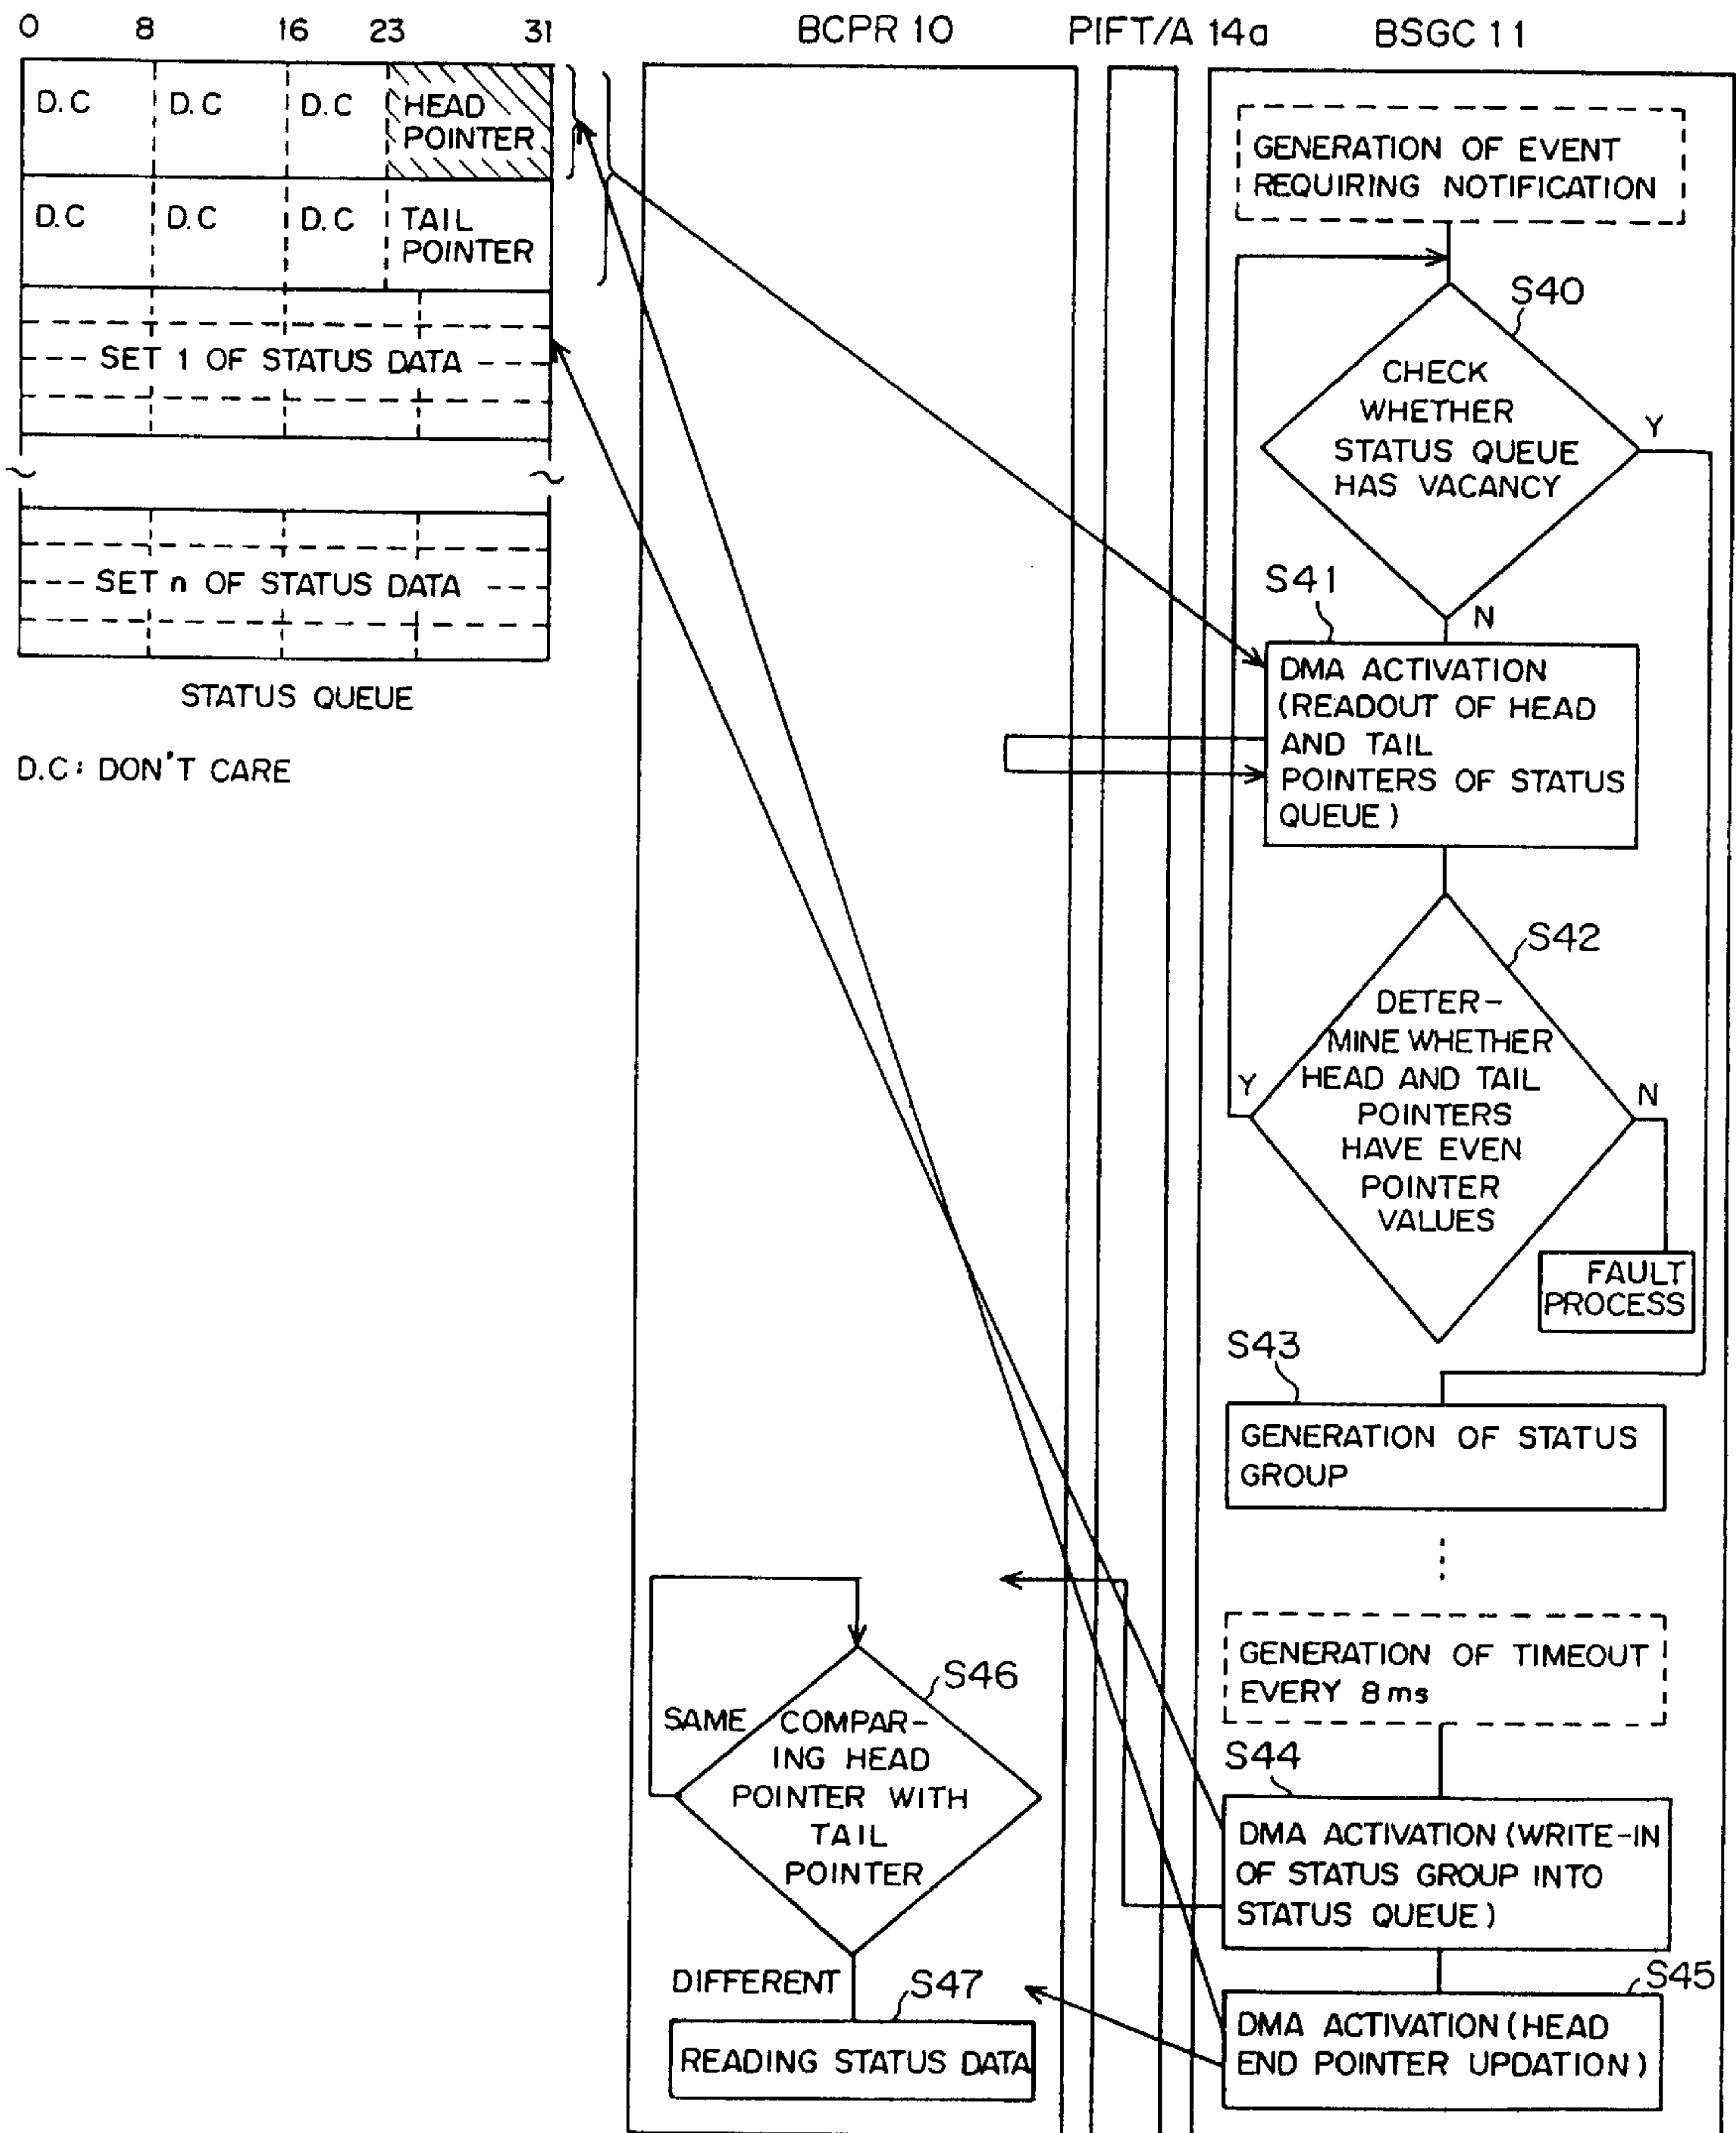 0 8 16 23 31
BCPR 10
PIFT/A 14a
BSGC 11
D.C D.C D.C HEAD
POINTER
D.C D.C D.C TAIL
POINTER
SET 1 OF STATUS DATA
SET n OF STATUS DATA
STATUS QUEUE
D.C : DON'T CARE
GENERATION OF EVENT
REQUIRING NOTIFICATION
S40
CHECK
WHETHER
STATUS QUEUE
HAS VACANCY
Y
N
S41
DMA ACTIVATION
(READOUT OF HEAD
AND TAIL
POINTERS OF STATUS
QUEUE)
S42
DETER-
MINE WHETHER
HEAD AND TAIL
POINTERS
HAVE EVEN
POINTER
VALUES
Y
N
FAULT
PROCESS
S43
GENERATION OF STATUS
GROUP
GENERATION OF TIMEOUT
EVERY 8ms
S44
DMA ACTIVATION (WRITE-IN
OF STATUS GROUP INTO
STATUS QUEUE)
S45
DMA ACTIVATION (HEAD
END POINTER UPDATION)
S46
SAME
COMPAR-
ING HEAD
POINTER WITH
TAIL
POINTER
DIFFERENT
S47
READING STATUS DATA